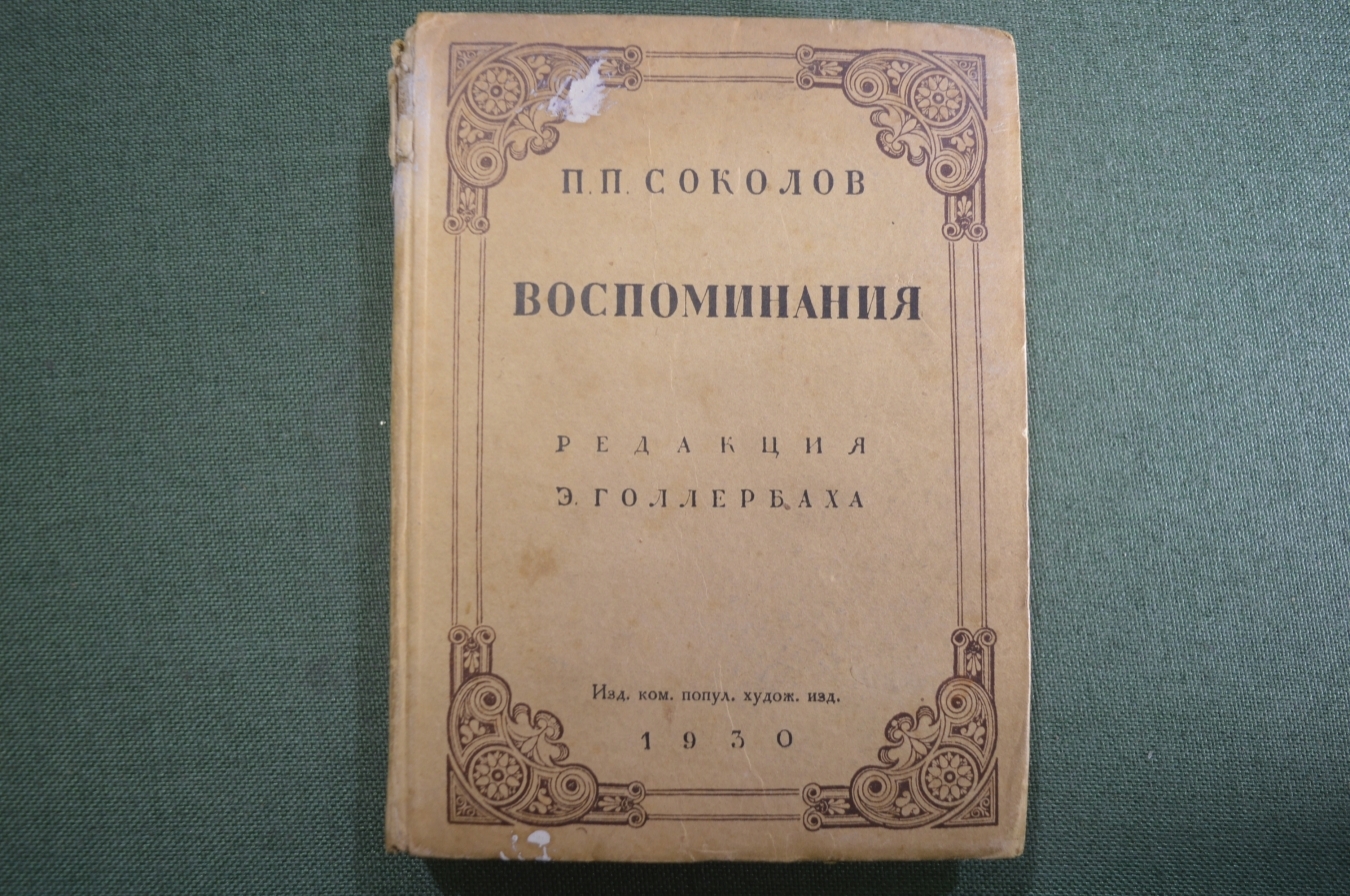 П. П. СОКОЛОВ
ВОСПОМИНАНИЯ
РЕДАКЦИЯ
Э. ГОЛЛЕРБАХА
Изд. ком. попул. худож. изд.
1930